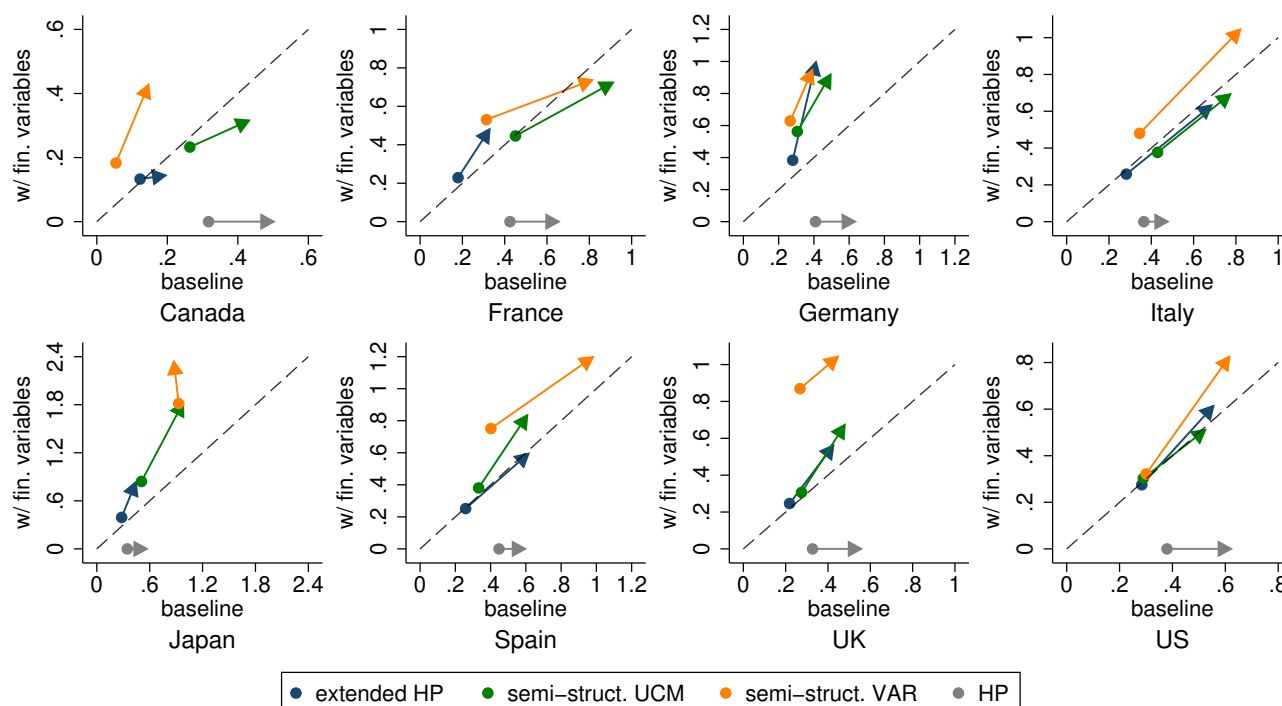 w/ fin. variables
0 .2 .4 .6
0 .2 .4 .6
baseline
Canada
w/ fin. variables
0 .2 .4 .6 .8 1
0 .2 .4 .6 .8 1
baseline
France
w/ fin. variables
0 .2 .4 .6 .8 1 1.2
0 .2 .4 .6 .8 1 1.2
baseline
Germany
w/ fin. variables
0 .2 .4 .6 .8 1
0 .2 .4 .6 .8 1
baseline
Italy
w/ fin. variables
0 .6 1.2 1.8 2.4
0 .6 1.2 1.8 2.4
baseline
Japan
w/ fin. variables
0 .2 .4 .6 .8 1 1.2
0 .2 .4 .6 .8 1 1.2
baseline
Spain
w/ fin. variables
0 .2 .4 .6 .8 1
0 .2 .4 .6 .8 1
baseline
UK
w/ fin. variables
0 .2 .4 .6 .8
0 .2 .4 .6 .8
baseline
US
extended HP semi−struct. UCM semi−struct. VAR HP